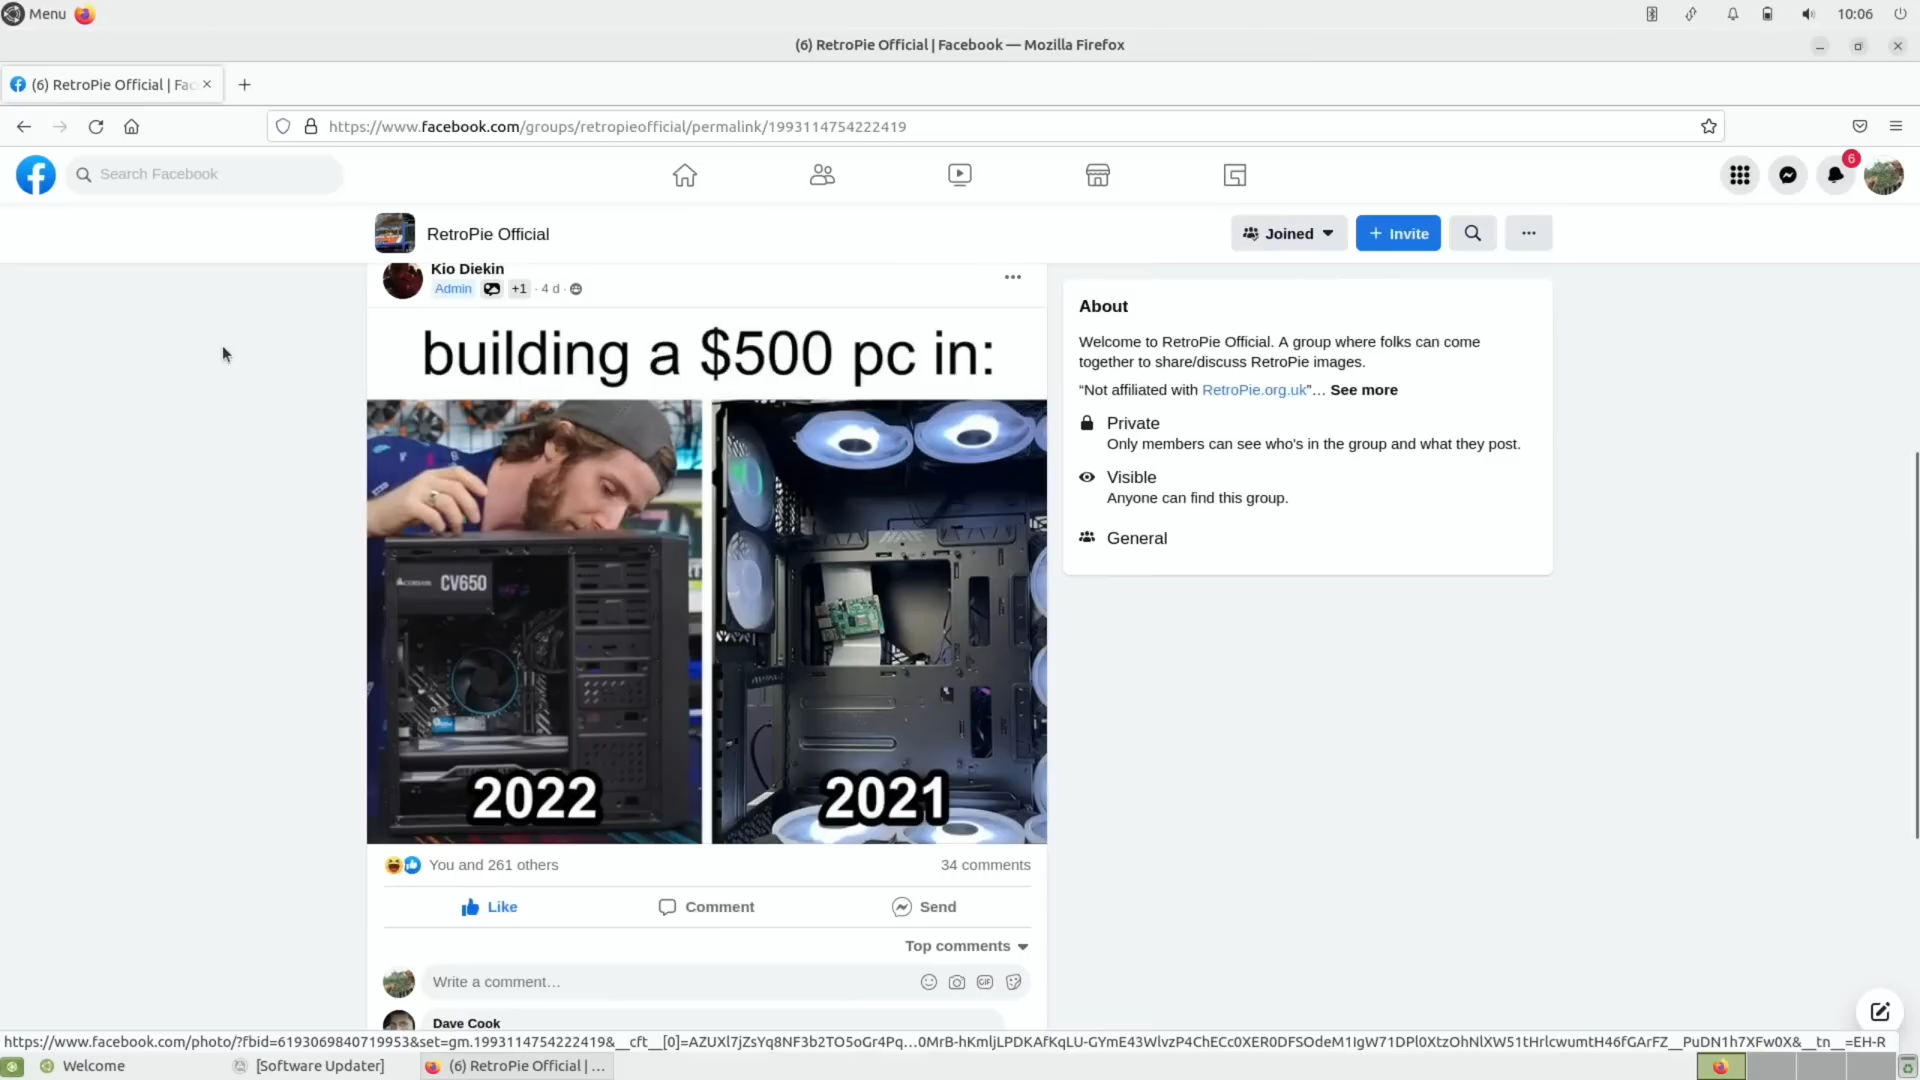 Menu
10:06
(6) RetroPie Official | Facebook — Mozilla Firefox
(6) RetroPie Official | Fac
https://www.facebook.com/groups/retropieofficial/permalink/1993114754222419
Search Facebook
6
RetroPie Official
Joined
+ Invite
Kio Diekin
Admin +1 · 4 d ·
building a $500 pc in:
CORSAIR CV650
2022
2021
You and 261 others
34 comments
Like
Comment
Send
Top comments
Write a comment…
GIF
Dave Cook
About
Welcome to RetroPie Official. A group where folks can come
together to share/discuss RetroPie images.
“Not affiliated with RetroPie.org.uk”… See more
Private
Only members can see who's in the group and what they post.
Visible
Anyone can find this group.
General
https://www.facebook.com/photo/?fbid=6193069840719953&set=gm.1993114754222419&__cft__[0]=AZUXl7jZsYq8NF3b2TO5oGr4Pq…0MrB-hKmljLPDKAfKqLU-GYmE43WlvzP4ChECc0XER0DFSOdeM1IgW71DPl0XtzOhNlXW51tHrlcwumtH46fGArFZ__PuDN1h7XFw0X&__tn__=EH-R
Welcome
[Software Updater]
(6) RetroPie Official | …